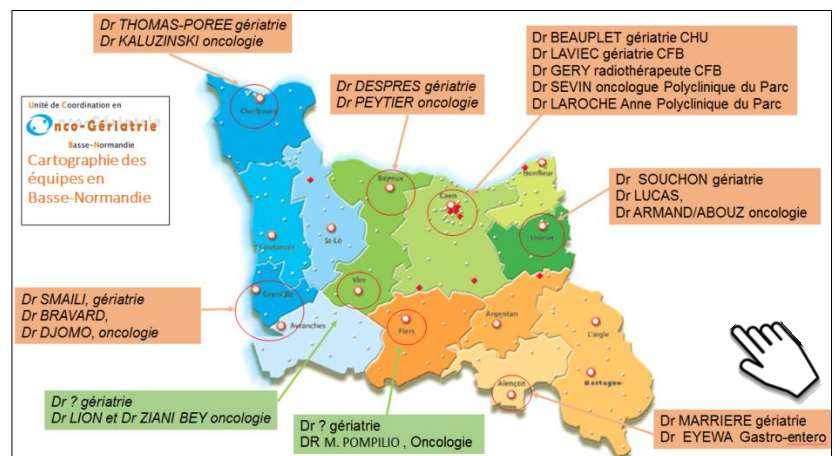 Dr THOMAS-POREE gériatrie
Dr KALUZINSKI oncologie
Dr BEAUPLET gériatrie CHU
Dr LAVIEC gériatrie CFB
Dr GERY radiothérapeute CFB
Dr SEVIN oncologue Polyclinique du Parc
Dr LAROCHE Anne Polyclinique du Parc
Dr DESPRES gériatrie
Dr PEYTIER oncologie
Unité de Coordination en
Onco-Gériatrie
Basse-Normandie
Cartographie des
équipes en
Basse-Normandie
Cherbourg
Bayeux
Caen
Honfleur
Lisieux
Coutances
St-Lô
Dr SOUCHON gériatrie
Dr LUCAS,
Dr ARMAND/ABOUZ oncologie
Granville
Vire
Avranches
Flers
Argentan
L'aigle
Mortagne
Alençon
Dr SMAILI, gériatrie
Dr BRAVARD,
Dr DJOMO, oncologie
Dr ? gériatrie
Dr LION et Dr ZIANI BEY oncologie
Dr ? gériatrie
DR M. POMPILIO , Oncologie
Dr MARRIERE gériatrie
Dr EYEWA Gastro-entero